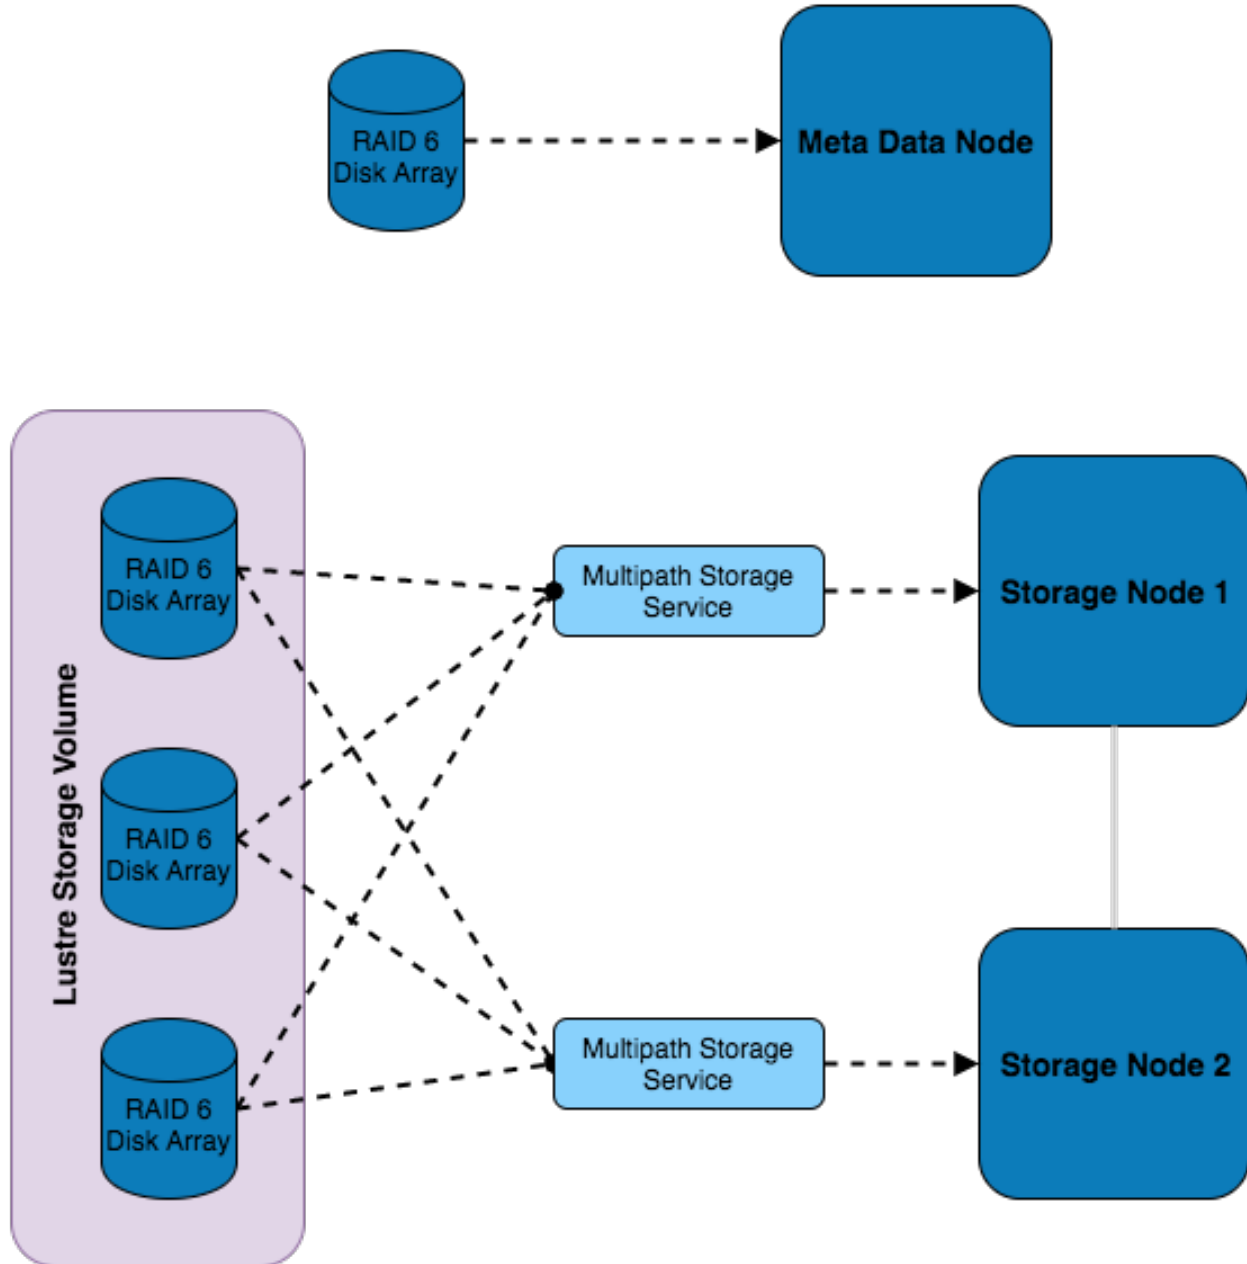 RAID 6
Disk Array
Meta Data Node
Lustre Storage Volume
RAID 6
Disk Array
Multipath Storage
Service
Storage Node 1
RAID 6
Disk Array
RAID 6
Disk Array
Multipath Storage
Service
Storage Node 2